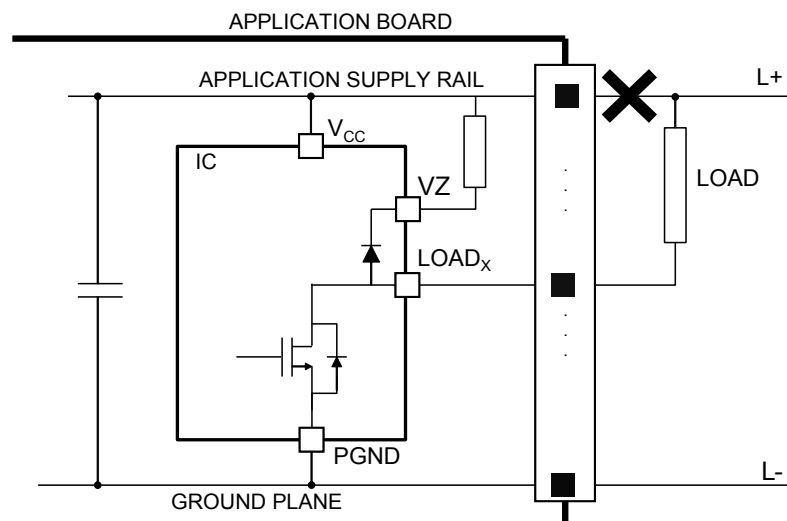 APPLICATION BOARD
APPLICATION SUPPLY RAIL
L+
VCC
IC
VZ
LOAD
LOADX
PGND
L-
GROUND PLANE